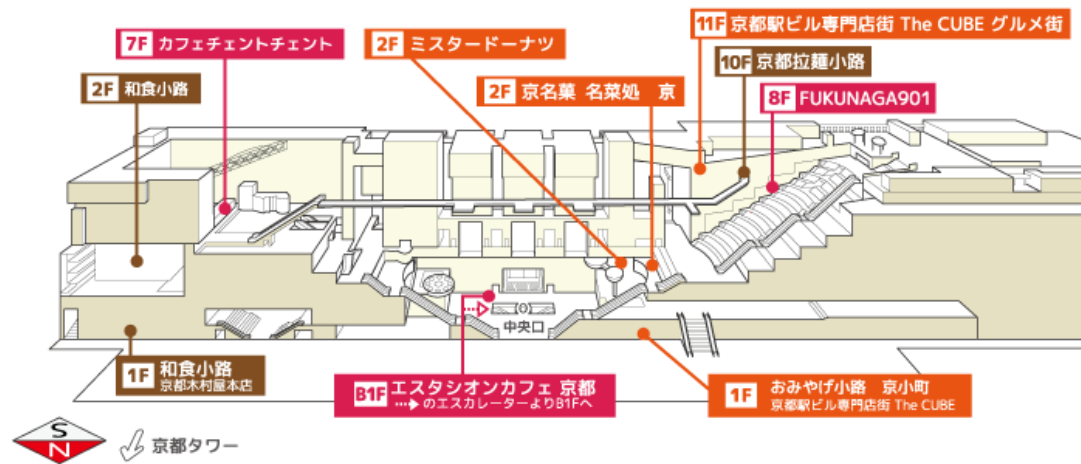 11F 京都駅ビル専門店街 The CUBE グルメ街
7F カフェチェントチェント
2F ミスタードーナツ
10F 京都拉麺小路
2F 和食小路
2F 京名菓 名菜処 京
8F FUKUNAGA901
中央口
1F 和食小路
京都木村屋本店
B1F エスタシオンカフェ 京都
のエスカレーターよりB1Fへ
1F おみやげ小路 京小町
京都駅ビル専門店街 The CUBE
S
N
京都タワー